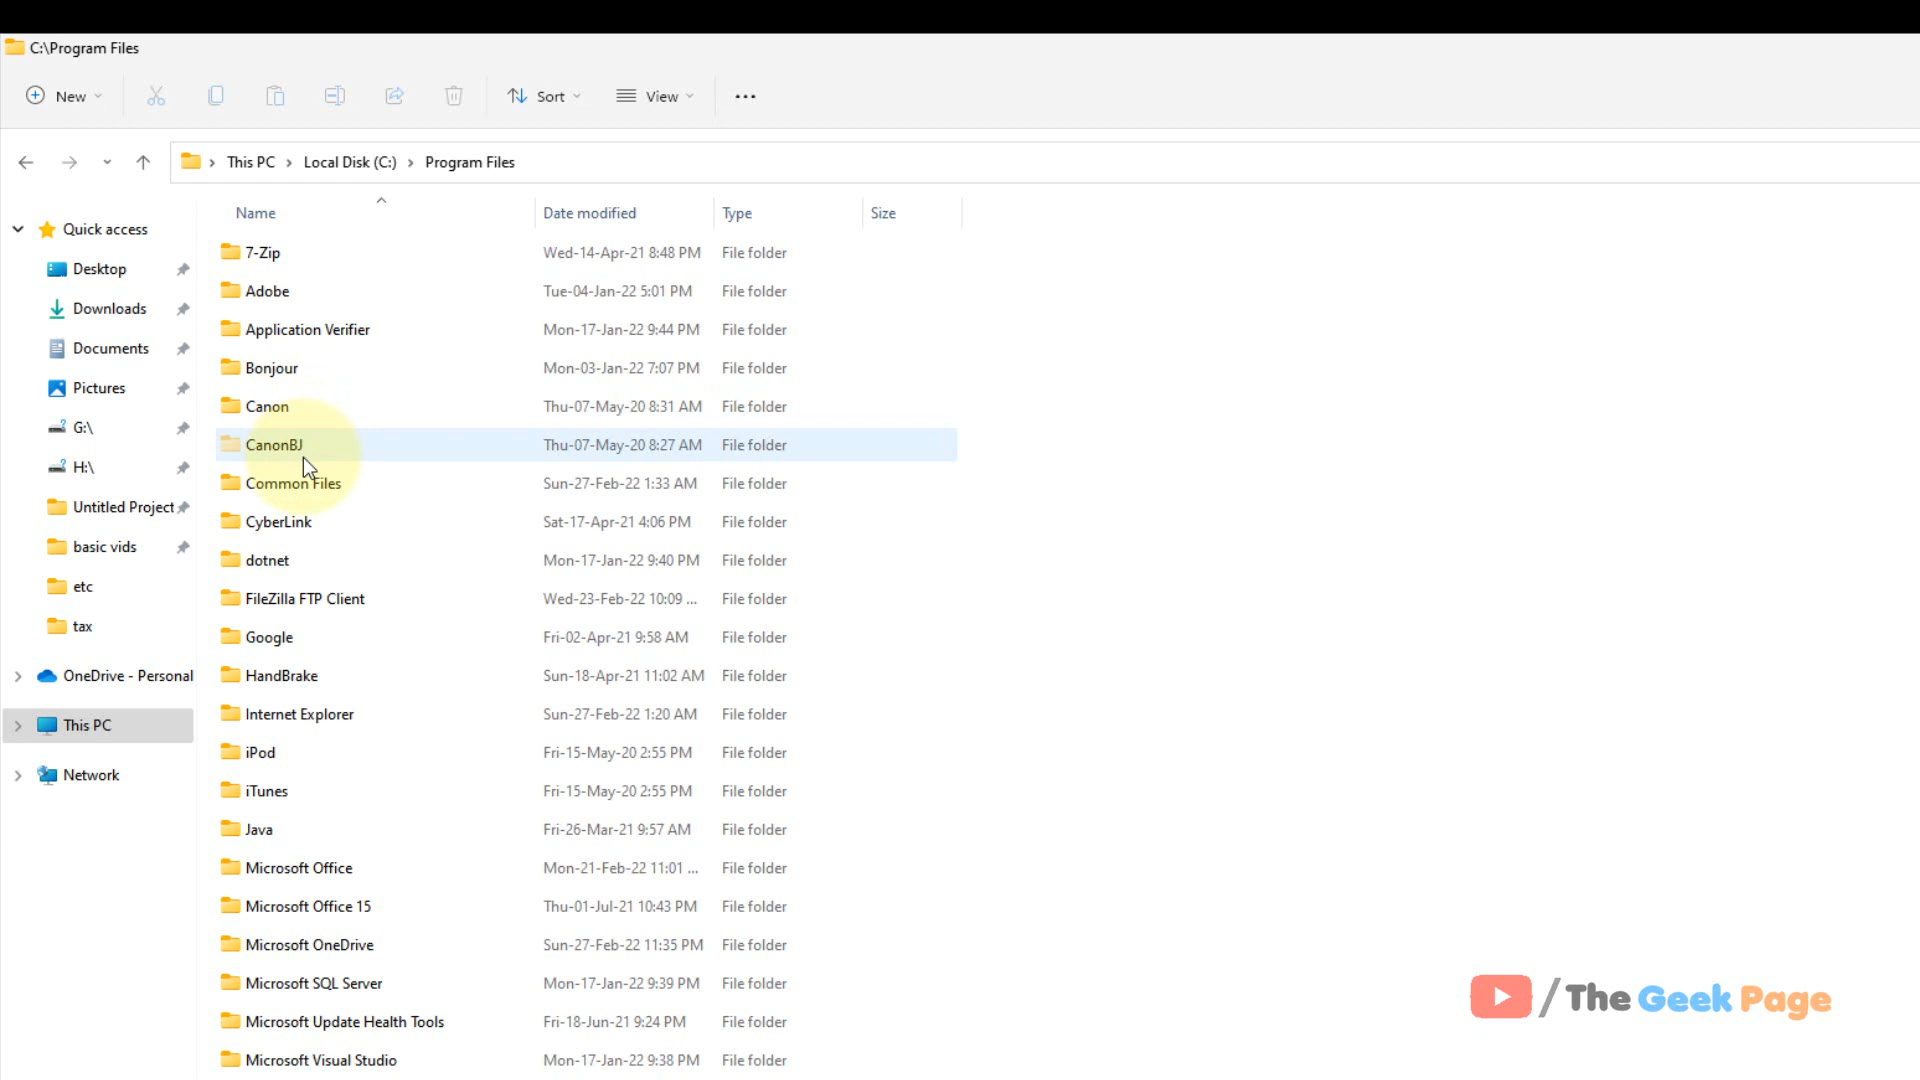 C:\Program Files
New
Sort
View
This PC
Local Disk (C:)
Program Files
Name Date modified Type Size
Quick access
Desktop
Downloads
Documents
Pictures
G:\
H:\
Untitled Project
basic vids
etc
tax
OneDrive - Personal
This PC
Network
7-Zip Wed-14-Apr-21 8:48 PM File folder
Adobe Tue-04-Jan-22 5:01 PM File folder
Application Verifier Mon-17-Jan-22 9:44 PM File folder
Bonjour Mon-03-Jan-22 7:07 PM File folder
Canon Thu-07-May-20 8:31 AM File folder
CanonBJ Thu-07-May-20 8:27 AM File folder
Common Files Sun-27-Feb-22 1:33 AM File folder
CyberLink Sat-17-Apr-21 4:06 PM File folder
dotnet Mon-17-Jan-22 9:40 PM File folder
FileZilla FTP Client Wed-23-Feb-22 10:09 ... File folder
Google Fri-02-Apr-21 9:58 AM File folder
HandBrake Sun-18-Apr-21 11:02 AM File folder
Internet Explorer Sun-27-Feb-22 1:20 AM File folder
iPod Fri-15-May-20 2:55 PM File folder
iTunes Fri-15-May-20 2:55 PM File folder
Java Fri-26-Mar-21 9:57 AM File folder
Microsoft Office Mon-21-Feb-22 11:01 ... File folder
Microsoft Office 15 Thu-01-Jul-21 10:43 PM File folder
Microsoft OneDrive Sun-27-Feb-22 11:35 PM File folder
Microsoft SQL Server Mon-17-Jan-22 9:39 PM File folder
Microsoft Update Health Tools Fri-18-Jun-21 9:24 PM File folder
Microsoft Visual Studio Mon-17-Jan-22 9:38 PM File folder
/The Geek Page